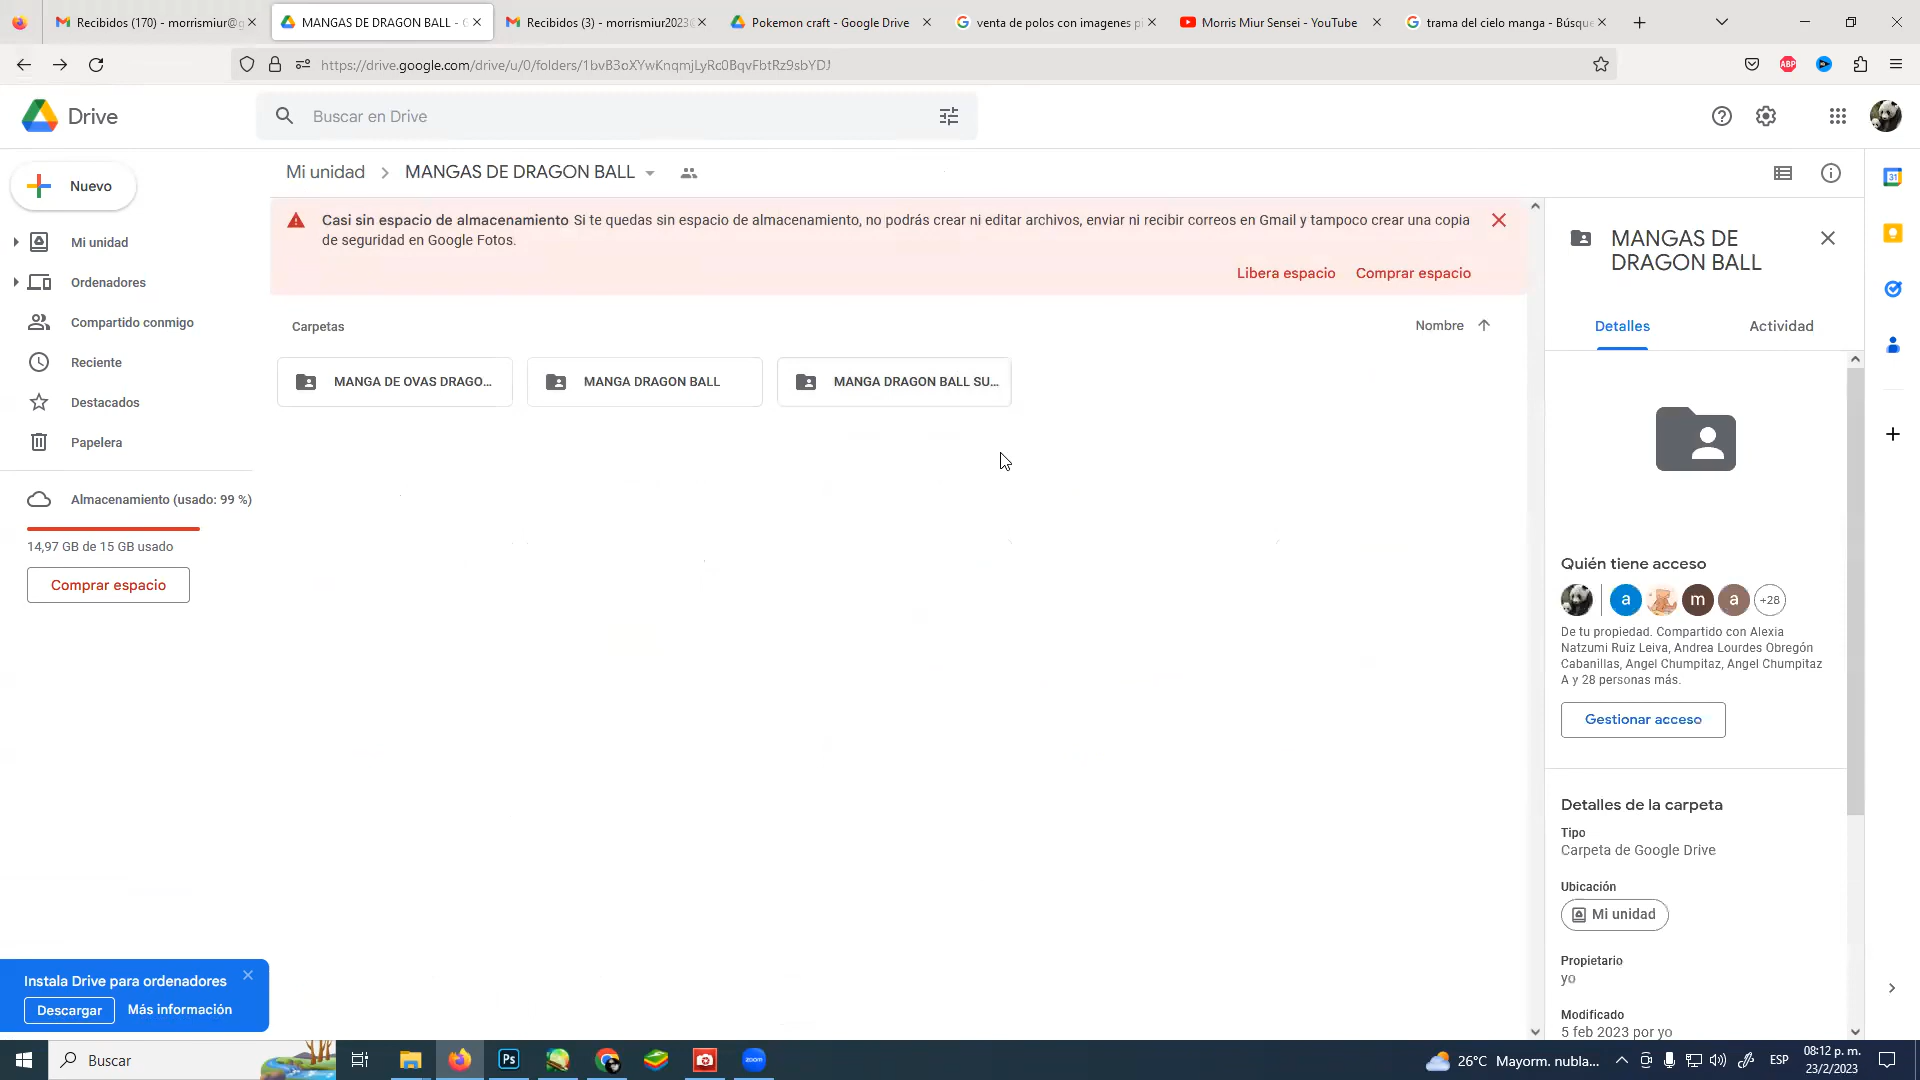 Recibidos (170) - morrismiur@g
MANGAS DE DRAGON BALL - G
Recibidos (3) - morrismiur2023@
Pokemon craft - Google Drive
venta de polos con imagenes pi
Morris Miur Sensei - YouTube
trama del cielo manga - Búsque
https://drive.google.com/drive/u/0/folders/1bvB3oXYwKnqmjLyRc0BqvFbtRz9sbYDJ
ABP
Drive
Buscar en Drive
Nuevo
Mi unidad
Ordenadores
Compartido conmigo
Reciente
Destacados
Papelera
Almacenamiento (usado: 99 %)
14,97 GB de 15 GB usado
Comprar espacio
Mi unidad > MANGAS DE DRAGON BALL
Casi sin espacio de almacenamiento Si te quedas sin espacio de almacenamiento, no podrás crear ni editar archivos, enviar ni recibir correos en Gmail y tampoco crear una copia
de seguridad en Google Fotos.
Libera espacio
Comprar espacio
Carpetas
Nombre
MANGA DE OVAS DRAGO...
MANGA DRAGON BALL
MANGA DRAGON BALL SU...
MANGAS DE
DRAGON BALL
Detalles
Actividad
Quién tiene acceso
a
m
a
+28
De tu propiedad. Compartido con Alexia
Natzumi Ruiz Leiva, Andrea Lourdes Obregón
Cabanillas, Angel Chumpitaz, Angel Chumpitaz
A y 28 personas más.
Gestionar acceso
Detalles de la carpeta
Tipo
Carpeta de Google Drive
Ubicación
Mi unidad
Propietario
yo
Modificado
5 feb 2023 por yo
31
Instala Drive para ordenadores
Descargar
Más información
Buscar
Ps
zoom
26°C
Mayorm. nubla...
ESP
08:12 p. m.
23/2/2023